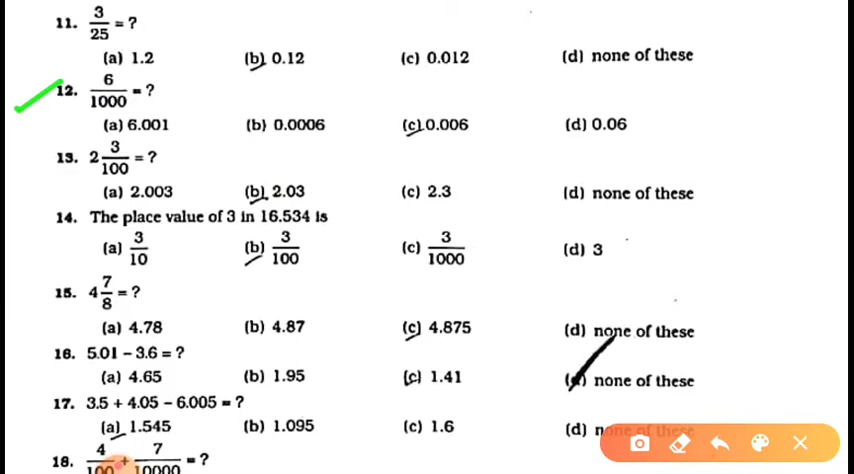 11. 3/25 = ?
(a) 1.2 (b) 0.12 (c) 0.012 (d) none of these
12. 6/1000 = ?
(a) 6.001 (b) 0.0006 (c) 0.006 (d) 0.06
13. 2 3/100 = ?
(a) 2.003 (b) 2.03 (c) 2.3 (d) none of these
14. The place value of 3 in 16.534 is
(a) 3/10 (b) 3/100 (c) 3/1000 (d) 3
15. 4 7/8 = ?
(a) 4.78 (b) 4.87 (c) 4.875 (d) none of these
16. 5.01 – 3.6 = ?
(a) 4.65 (b) 1.95 (c) 1.41 (d) none of these
17. 3.5 + 4.05 – 6.005 = ?
(a) 1.545 (b) 1.095 (c) 1.6 (d) none of these
18. 4/100 + 7/10000 = ?